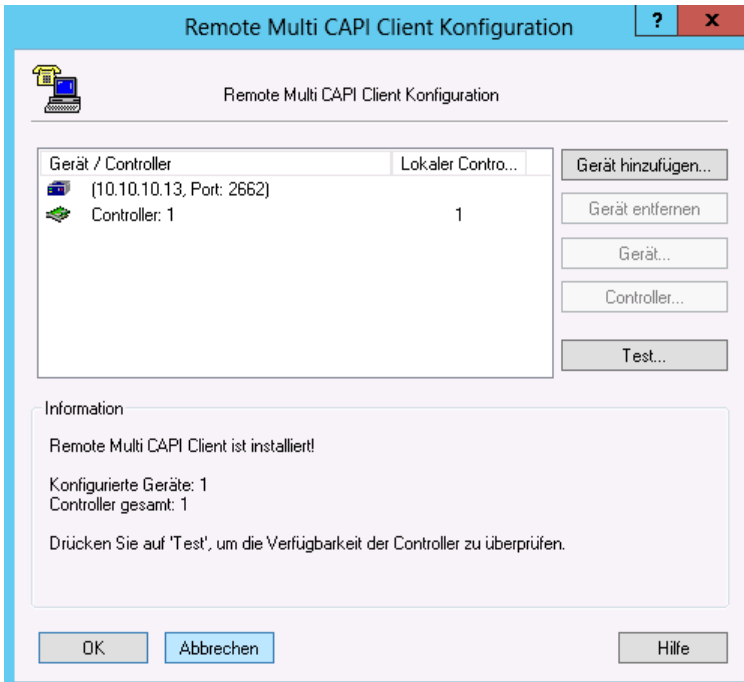 Remote Multi CAPI Client Konfiguration
? x
Remote Multi CAPI Client Konfiguration
Gerät / Controller Lokaler Contro...
(10.10.10.13, Port: 2662)
Controller: 1 1
Gerät hinzufügen...
Gerät entfernen
Gerät...
Controller...
Test...
Information
Remote Multi CAPI Client ist installiert!
Konfigurierte Geräte: 1
Controller gesamt: 1
Drücken Sie auf 'Test', um die Verfügbarkeit der Controller zu überprüfen.
OK Abbrechen Hilfe